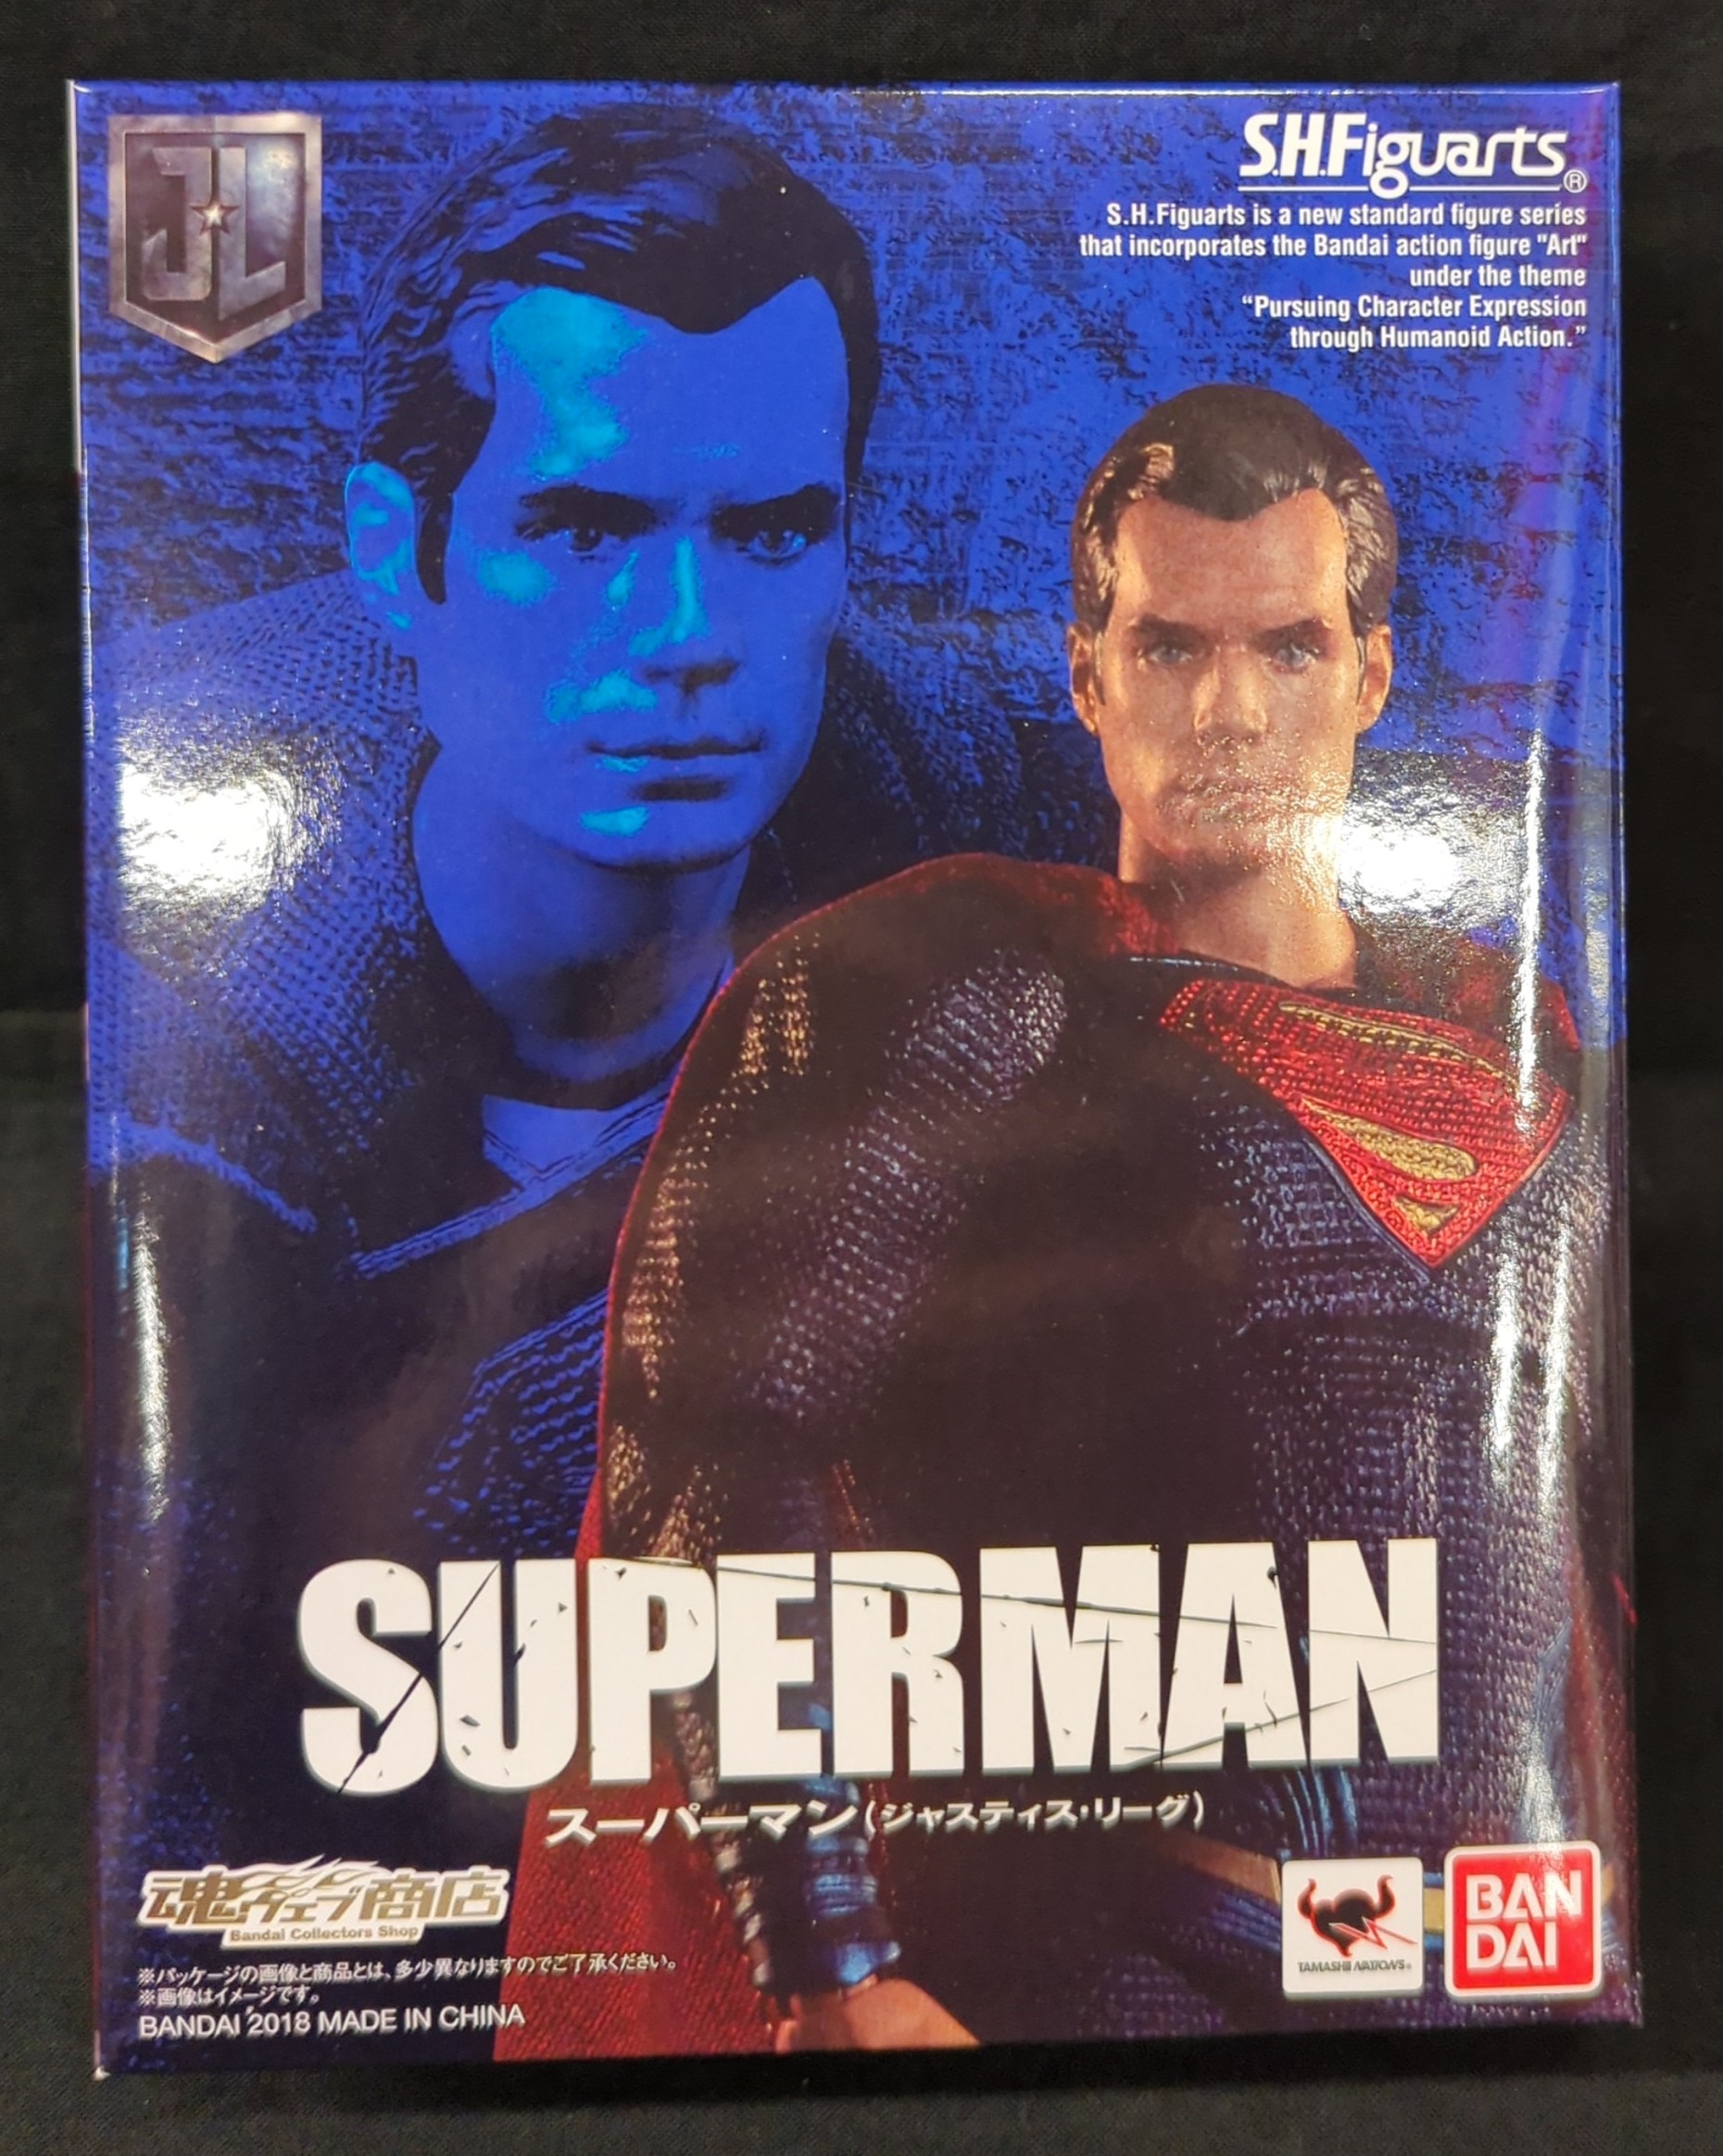 JL
S.H.Figuarts®
S.H.Figuarts is a new standard figure series
that incorporates the Bandai action figure "Art"
under the theme
“Pursuing Character Expression
through Humanoid Action.”
SUPERMAN
スーパーマン（ジャスティス・リーグ）
魂ウェブ商店
Bandai Collectors Shop
※パッケージの画像と商品とは、多少異なりますのでご了承ください。
※画像はイメージです。
BANDAI 2018 MADE IN CHINA
TAMASHII NATIONS®
BAN
DAI